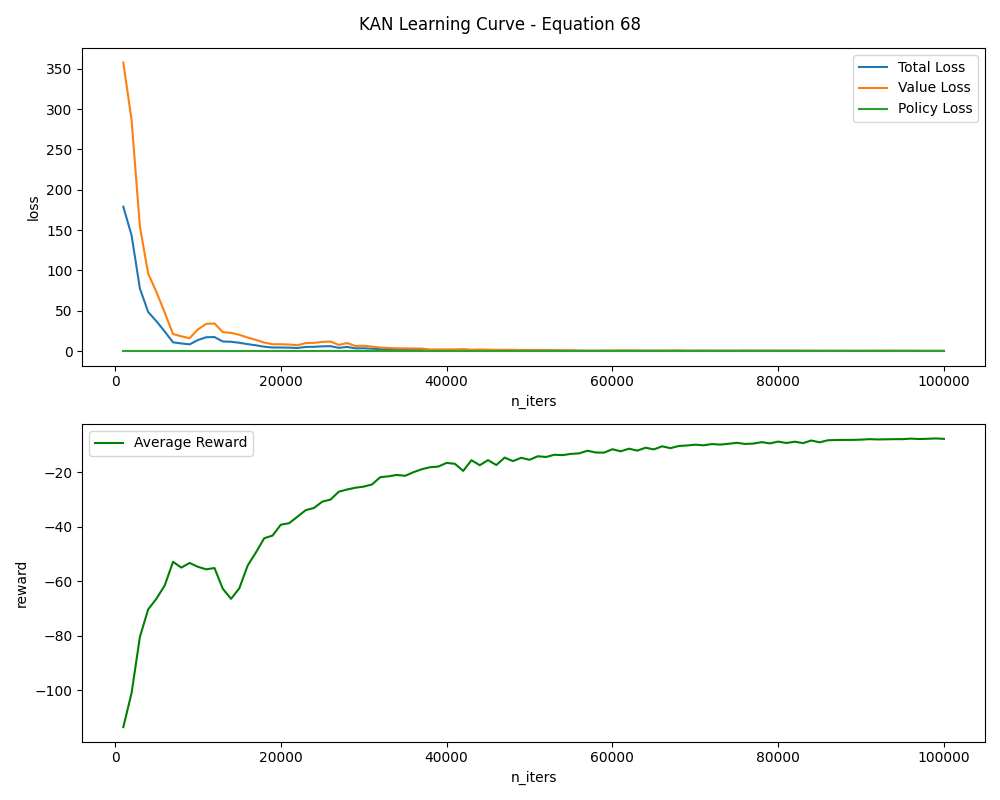 KAN Learning Curve - Equation 68
350
300
250
200
150
100
50
0
loss
Total Loss
Value Loss
Policy Loss
0 20000 40000 60000 80000 100000
n_iters
Average Reward
−20
−40
−60
−80
−100
reward
0 20000 40000 60000 80000 100000
n_iters